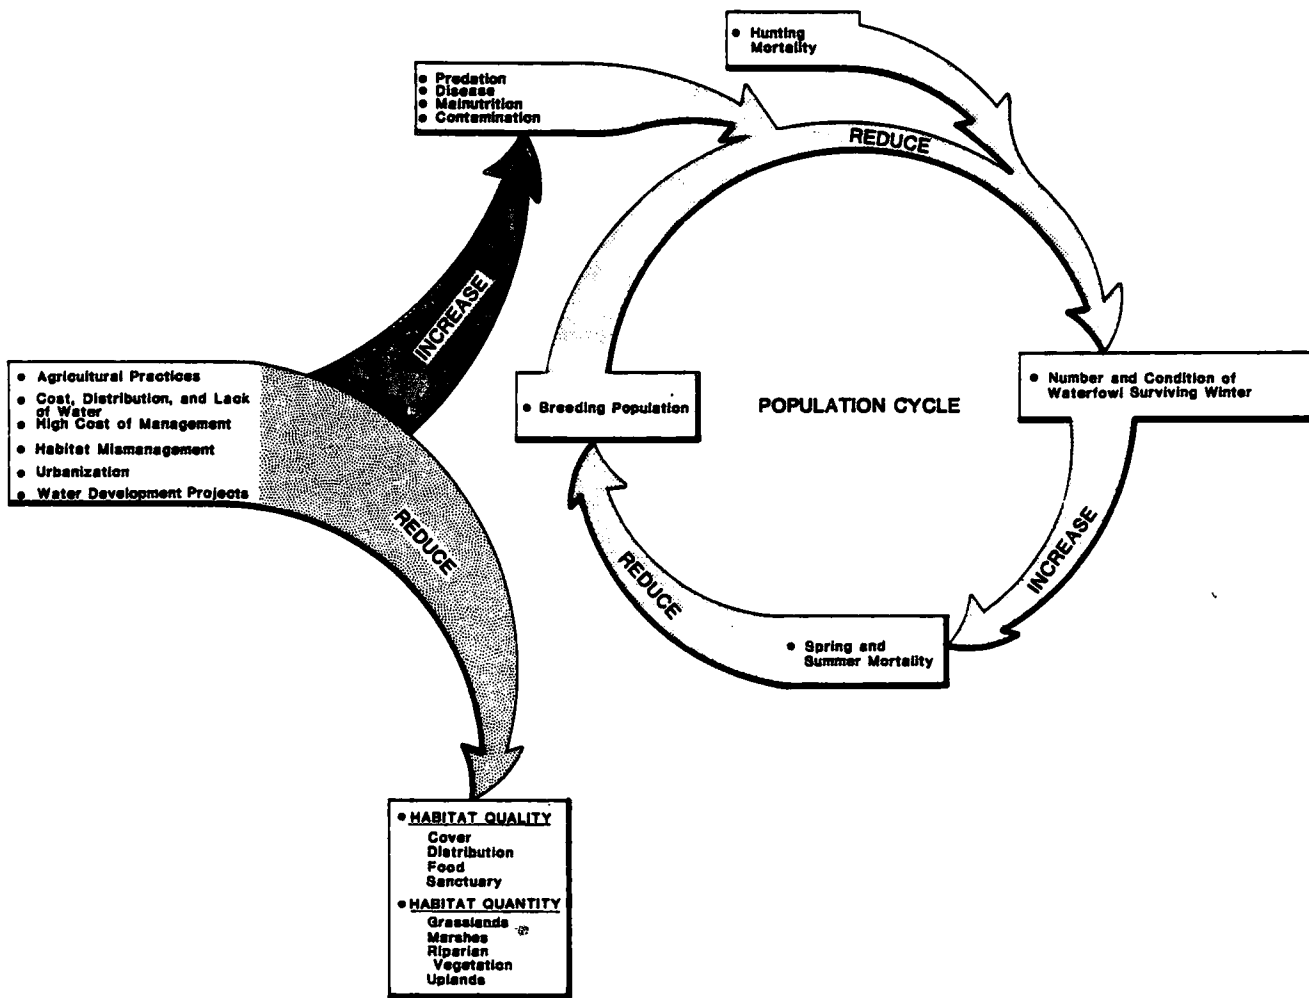 • Hunting
Mortality
• Predation
• Disease
• Malnutrition
• Contamination
REDUCE
INCREASE
• Agricultural Practices
• Cost, Distribution, and Lack
of Water
• High Cost of Management
• Habitat Mismanagement
• Urbanization
• Water Development Projects
• Breeding Population
POPULATION CYCLE
• Number and Condition of
Waterfowl Surviving Winter
REDUCE
REDUCE
INCREASE
• Spring and
Summer Mortality
• HABITAT QUALITY
Cover
Distribution
Food
Sanctuary
• HABITAT QUANTITY
Grasslands
Marshes
Riparian
Vegetation
Uplands